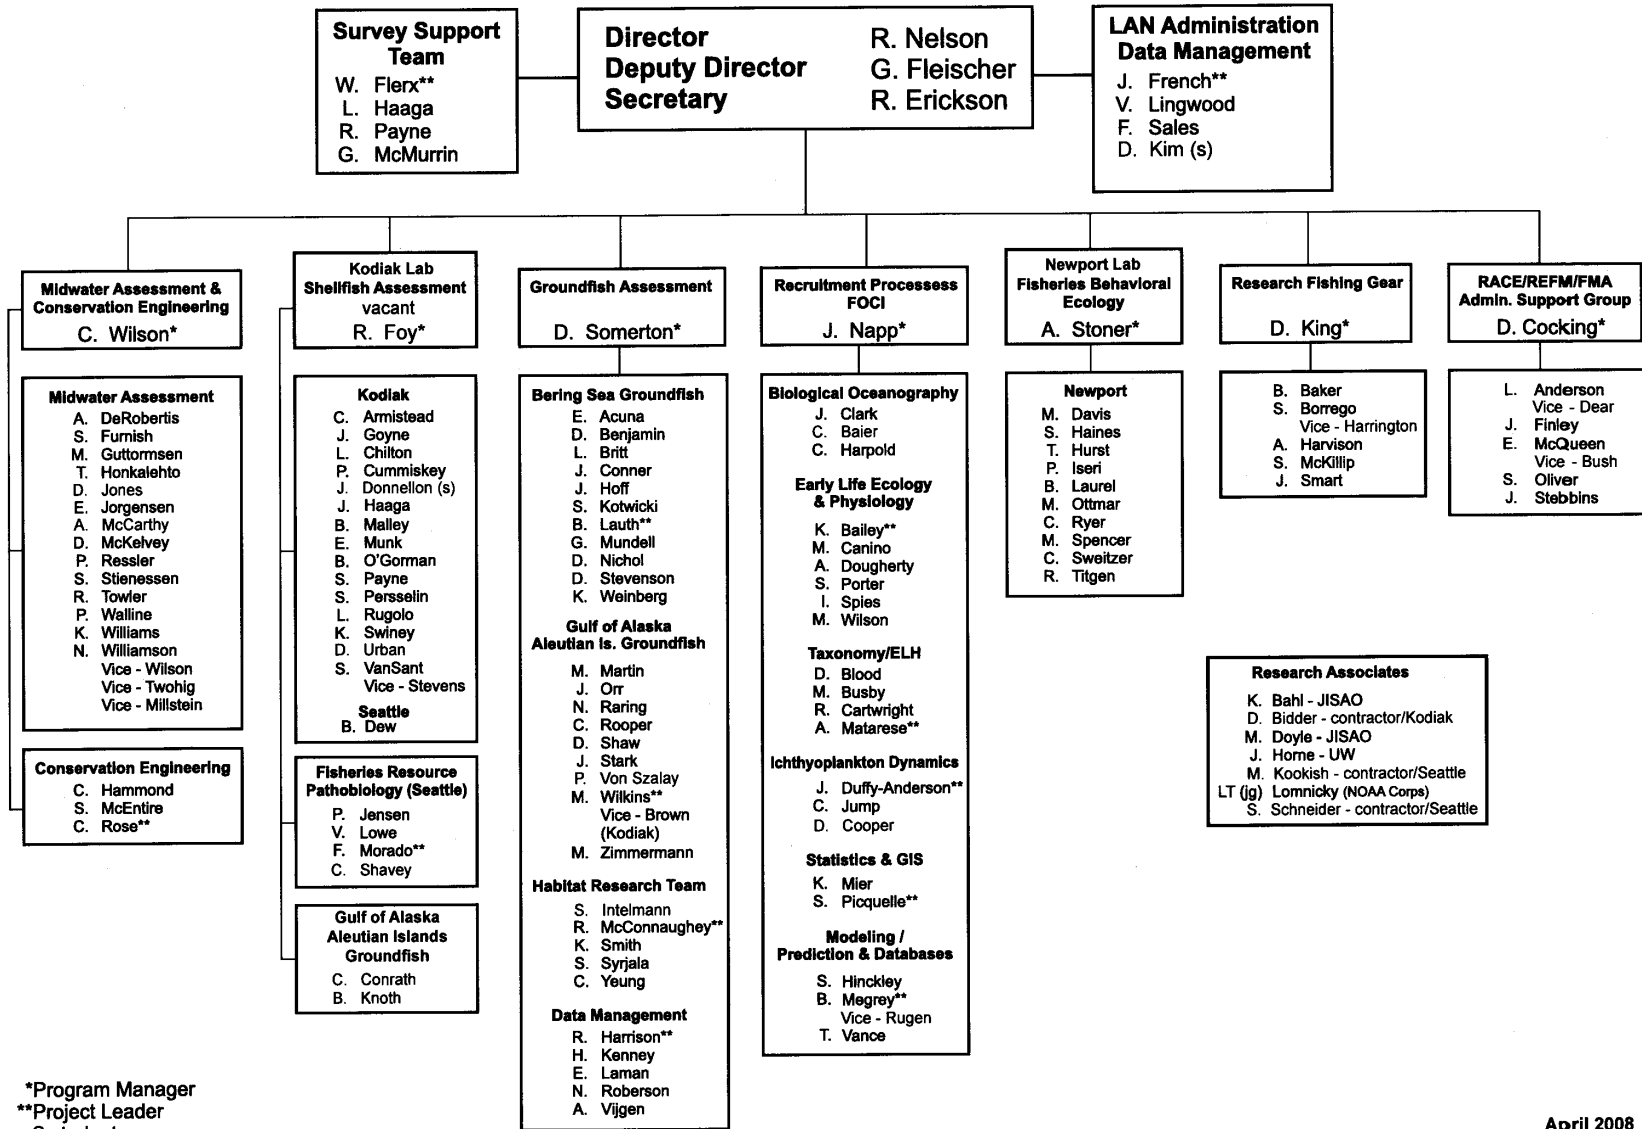 Survey Support
Team
W. Flerx**
L. Haaga
R. Payne
G. McMurrin
Director R. Nelson
Deputy Director G. Fleischer
Secretary R. Erickson
LAN Administration
Data Management
J. French**
V. Lingwood
F. Sales
D. Kim (s)
Midwater Assessment &
Conservation Engineering
C. Wilson*
Midwater Assessment
A. DeRobertis
S. Furnish
M. Guttormsen
T. Honkalehto
D. Jones
E. Jorgensen
A. McCarthy
D. McKelvey
P. Ressler
S. Stienessen
R. Towler
P. Walline
K. Williams
N. Williamson
Vice - Wilson
Vice - Twohig
Vice - Millstein
Conservation Engineering
C. Hammond
S. McEntire
C. Rose**
Kodiak Lab
Shellfish Assessment
vacant
R. Foy*
Kodiak
C. Armistead
J. Goyne
L. Chilton
P. Cummiskey
J. Donnellon (s)
J. Haaga
B. Malley
E. Munk
B. O'Gorman
S. Payne
S. Persselin
L. Rugolo
K. Swiney
D. Urban
S. VanSant
Vice - Stevens
Seattle
B. Dew
Fisheries Resource
Pathobiology (Seattle)
P. Jensen
V. Lowe
F. Morado**
C. Shavey
Gulf of Alaska
Aleutian Islands
Groundfish
C. Conrath
B. Knoth
Groundfish Assessment
D. Somerton*
Bering Sea Groundfish
E. Acuna
D. Benjamin
L. Britt
J. Conner
J. Hoff
S. Kotwicki
B. Lauth**
G. Mundell
D. Nichol
D. Stevenson
K. Weinberg
Gulf of Alaska
Aleutian Is. Groundfish
M. Martin
J. Orr
N. Raring
C. Rooper
D. Shaw
J. Stark
P. Von Szalay
M. Wilkins**
Vice - Brown
(Kodiak)
M. Zimmermann
Habitat Research Team
S. Intelmann
R. McConnaughey**
K. Smith
S. Syrjala
C. Yeung
Data Management
R. Harrison**
H. Kenney
E. Laman
N. Roberson
A. Vijgen
Recruitment Processess
FOCI
J. Napp*
Biological Oceanography
J. Clark
C. Baier
C. Harpold
Early Life Ecology
& Physiology
K. Bailey**
M. Canino
A. Dougherty
S. Porter
I. Spies
M. Wilson
Taxonomy/ELH
D. Blood
M. Busby
R. Cartwright
A. Matarese**
Ichthyoplankton Dynamics
J. Duffy-Anderson**
C. Jump
D. Cooper
Statistics & GIS
K. Mier
S. Picquelle**
Modeling /
Prediction & Databases
S. Hinckley
B. Megrey**
Vice - Rugen
T. Vance
Newport Lab
Fisheries Behavioral
Ecology
A. Stoner*
Newport
M. Davis
S. Haines
T. Hurst
P. Iseri
B. Laurel
M. Ottmar
C. Ryer
M. Spencer
C. Sweitzer
R. Titgen
Research Fishing Gear
D. King*
B. Baker
S. Borrego
Vice - Harrington
A. Harvison
S. McKillip
J. Smart
RACE/REFM/FMA
Admin. Support Group
D. Cocking*
L. Anderson
Vice - Dear
J. Finley
E. McQueen
Vice - Bush
S. Oliver
J. Stebbins
Research Associates
K. Bahl - JISAO
D. Bidder - contractor/Kodiak
M. Doyle - JISAO
J. Horne - UW
M. Kookish - contractor/Seattle
LT (jg) Lomnicky (NOAA Corps)
S. Schneider - contractor/Seattle
*Program Manager
**Project Leader
April 2008